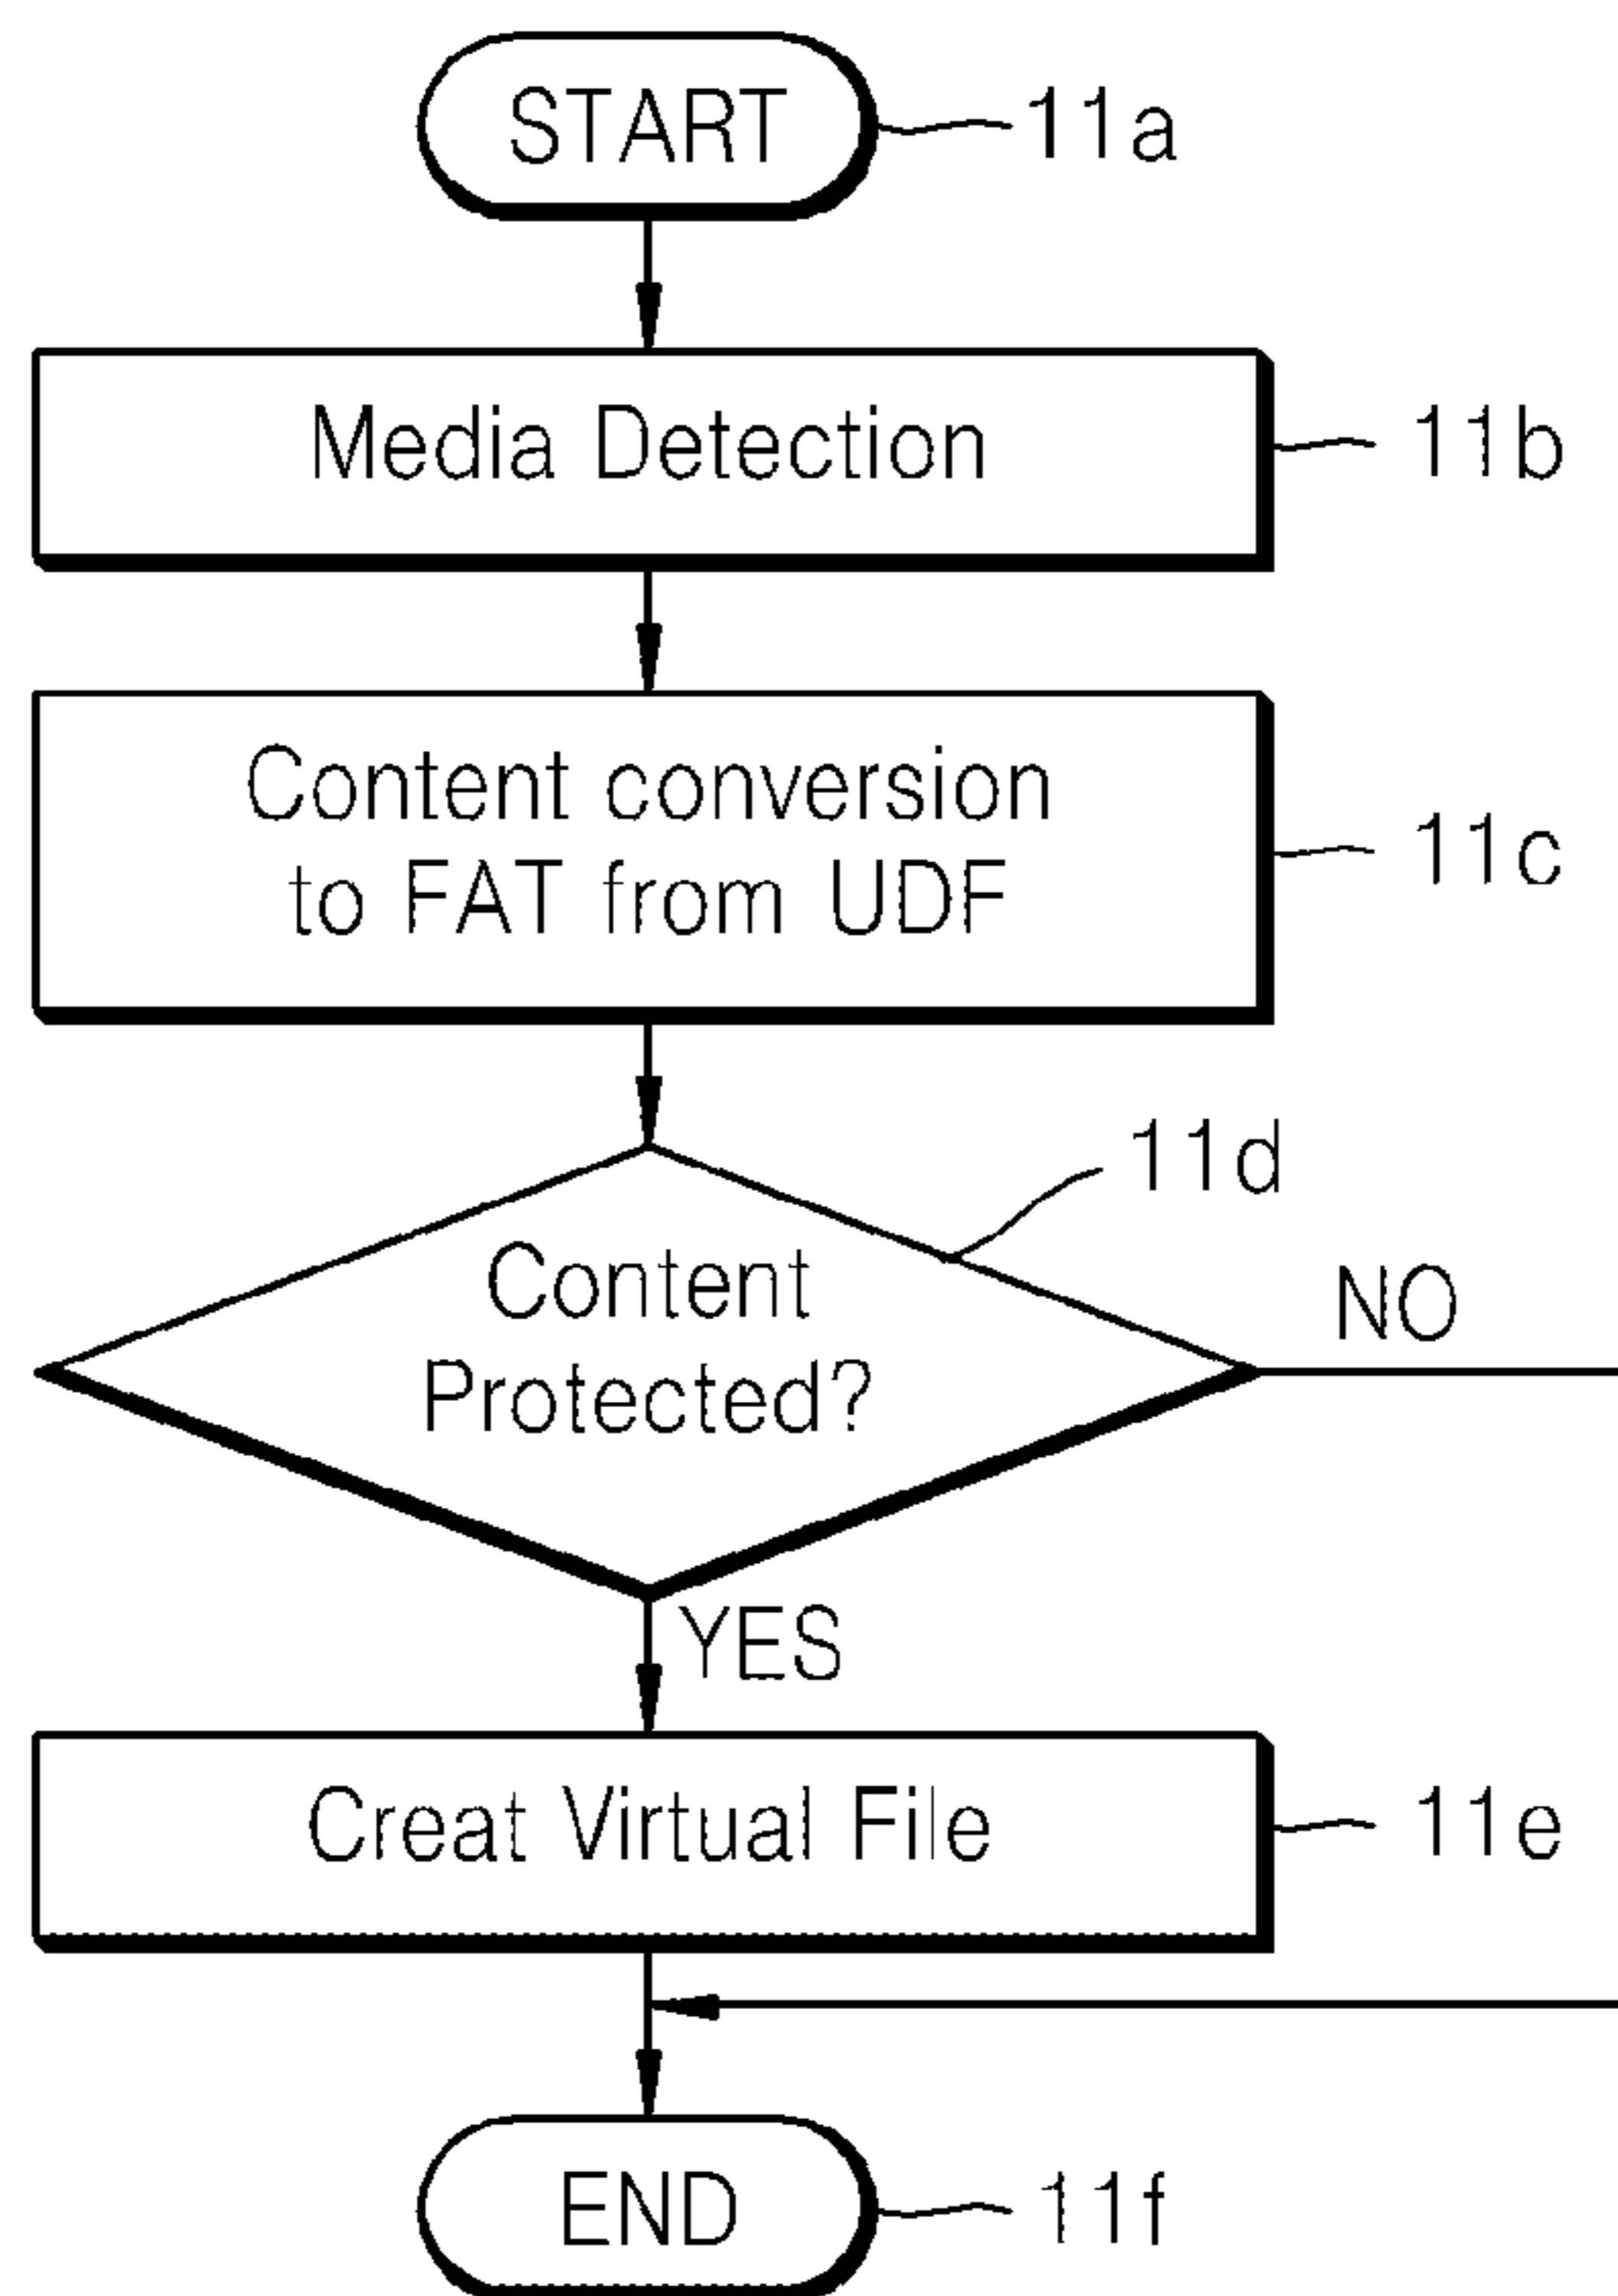 START
11a
Media Detection
11b
Content conversion
to FAT from UDF
11c
11d
Content
Protected?
NO
YES
Creat Virtual File
11e
END
11f